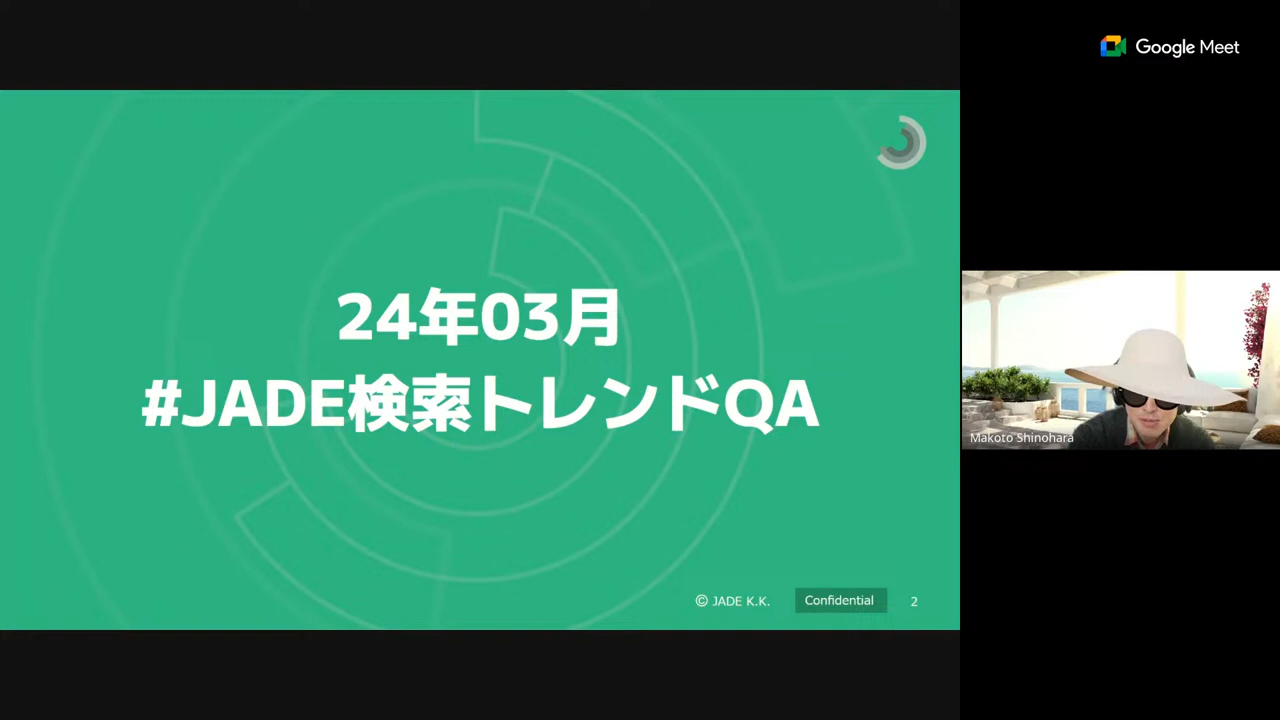 Google Meet
24年03月
#JADE検索トレンドQA
Makoto Shinohara
© JADE K.K.
Confidential
2